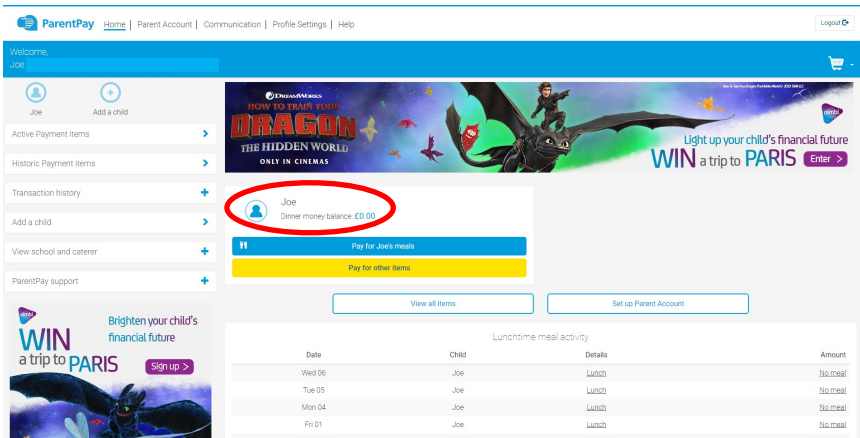 ParentPay Home | Parent Account | Communication | Profile Settings | Help
Logout
Welcome,
Joe
Joe Add a child
Active Payment items
Historic Payment items
Transaction history
Add a child
View school and caterer
ParentPay support
DREAMWORKS
HOW TO TRAIN YOUR
DRAGON
THE HIDDEN WORLD
ONLY IN CINEMAS
nimbl
Light up your child's financial future
WIN a trip to PARIS Enter >
Joe
Dinner money balance: £0.00
Pay for Joe's meals
Pay for other items
View all items Set up Parent Account
nimbl
Brighten your child's
financial future
WIN
a trip to PARIS
Sign up >
Lunchtime meal activity
Date Child Details Amount
Wed 06 Joe Lunch No meal
Tue 05 Joe Lunch No meal
Mon 04 Joe Lunch No meal
Fri 01 Joe Lunch No meal